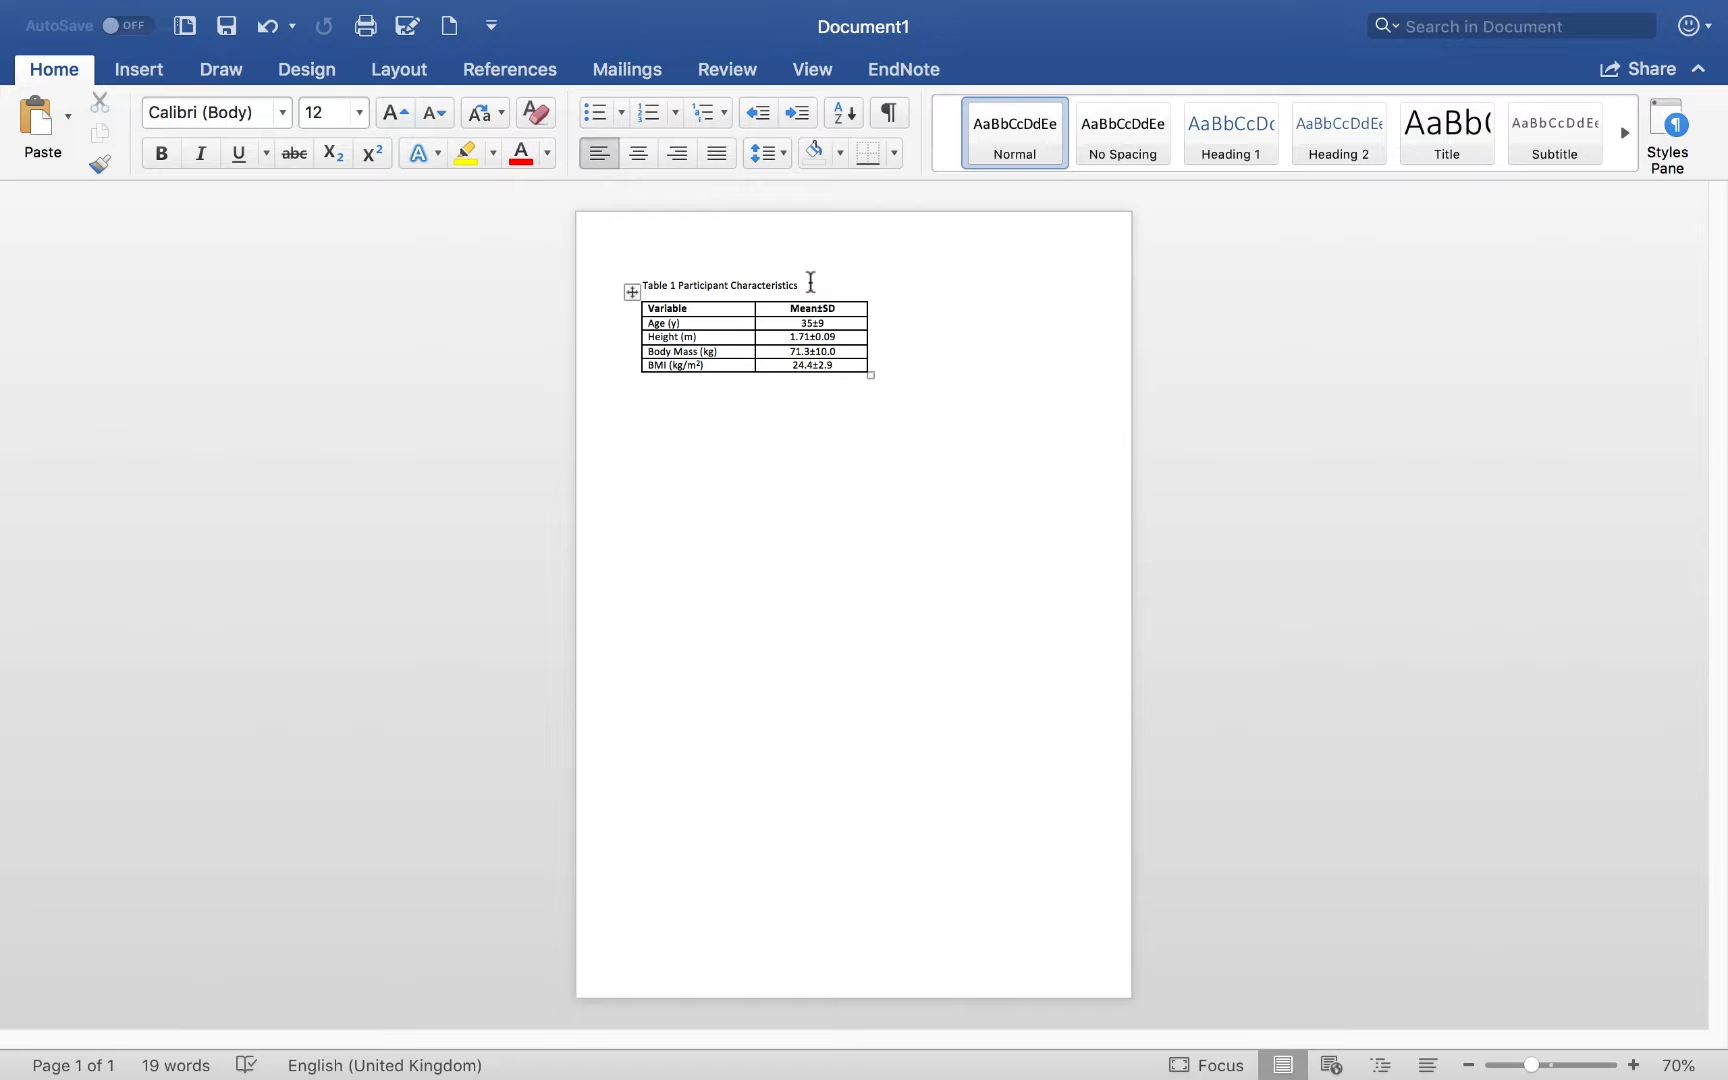 AutoSave OFF
Document1
Search in Document
Home Insert Draw Design Layout References Mailings Review View EndNote
Share
Paste
Calibri (Body) 12
AaBbCcDdEe Normal
AaBbCcDdEe No Spacing
AaBbCcDc Heading 1
AaBbCcDdEe Heading 2
AaBb( Title
AaBbCcDdEe Subtitle
Styles
Pane
Table 1 Participant Characteristics
Variable Mean±SD
Age (y) 35±9
Height (m) 1.71±0.09
Body Mass (kg) 71.3±10.0
BMI (kg/m²) 24.4±2.9
Page 1 of 1 19 words English (United Kingdom) Focus 70%